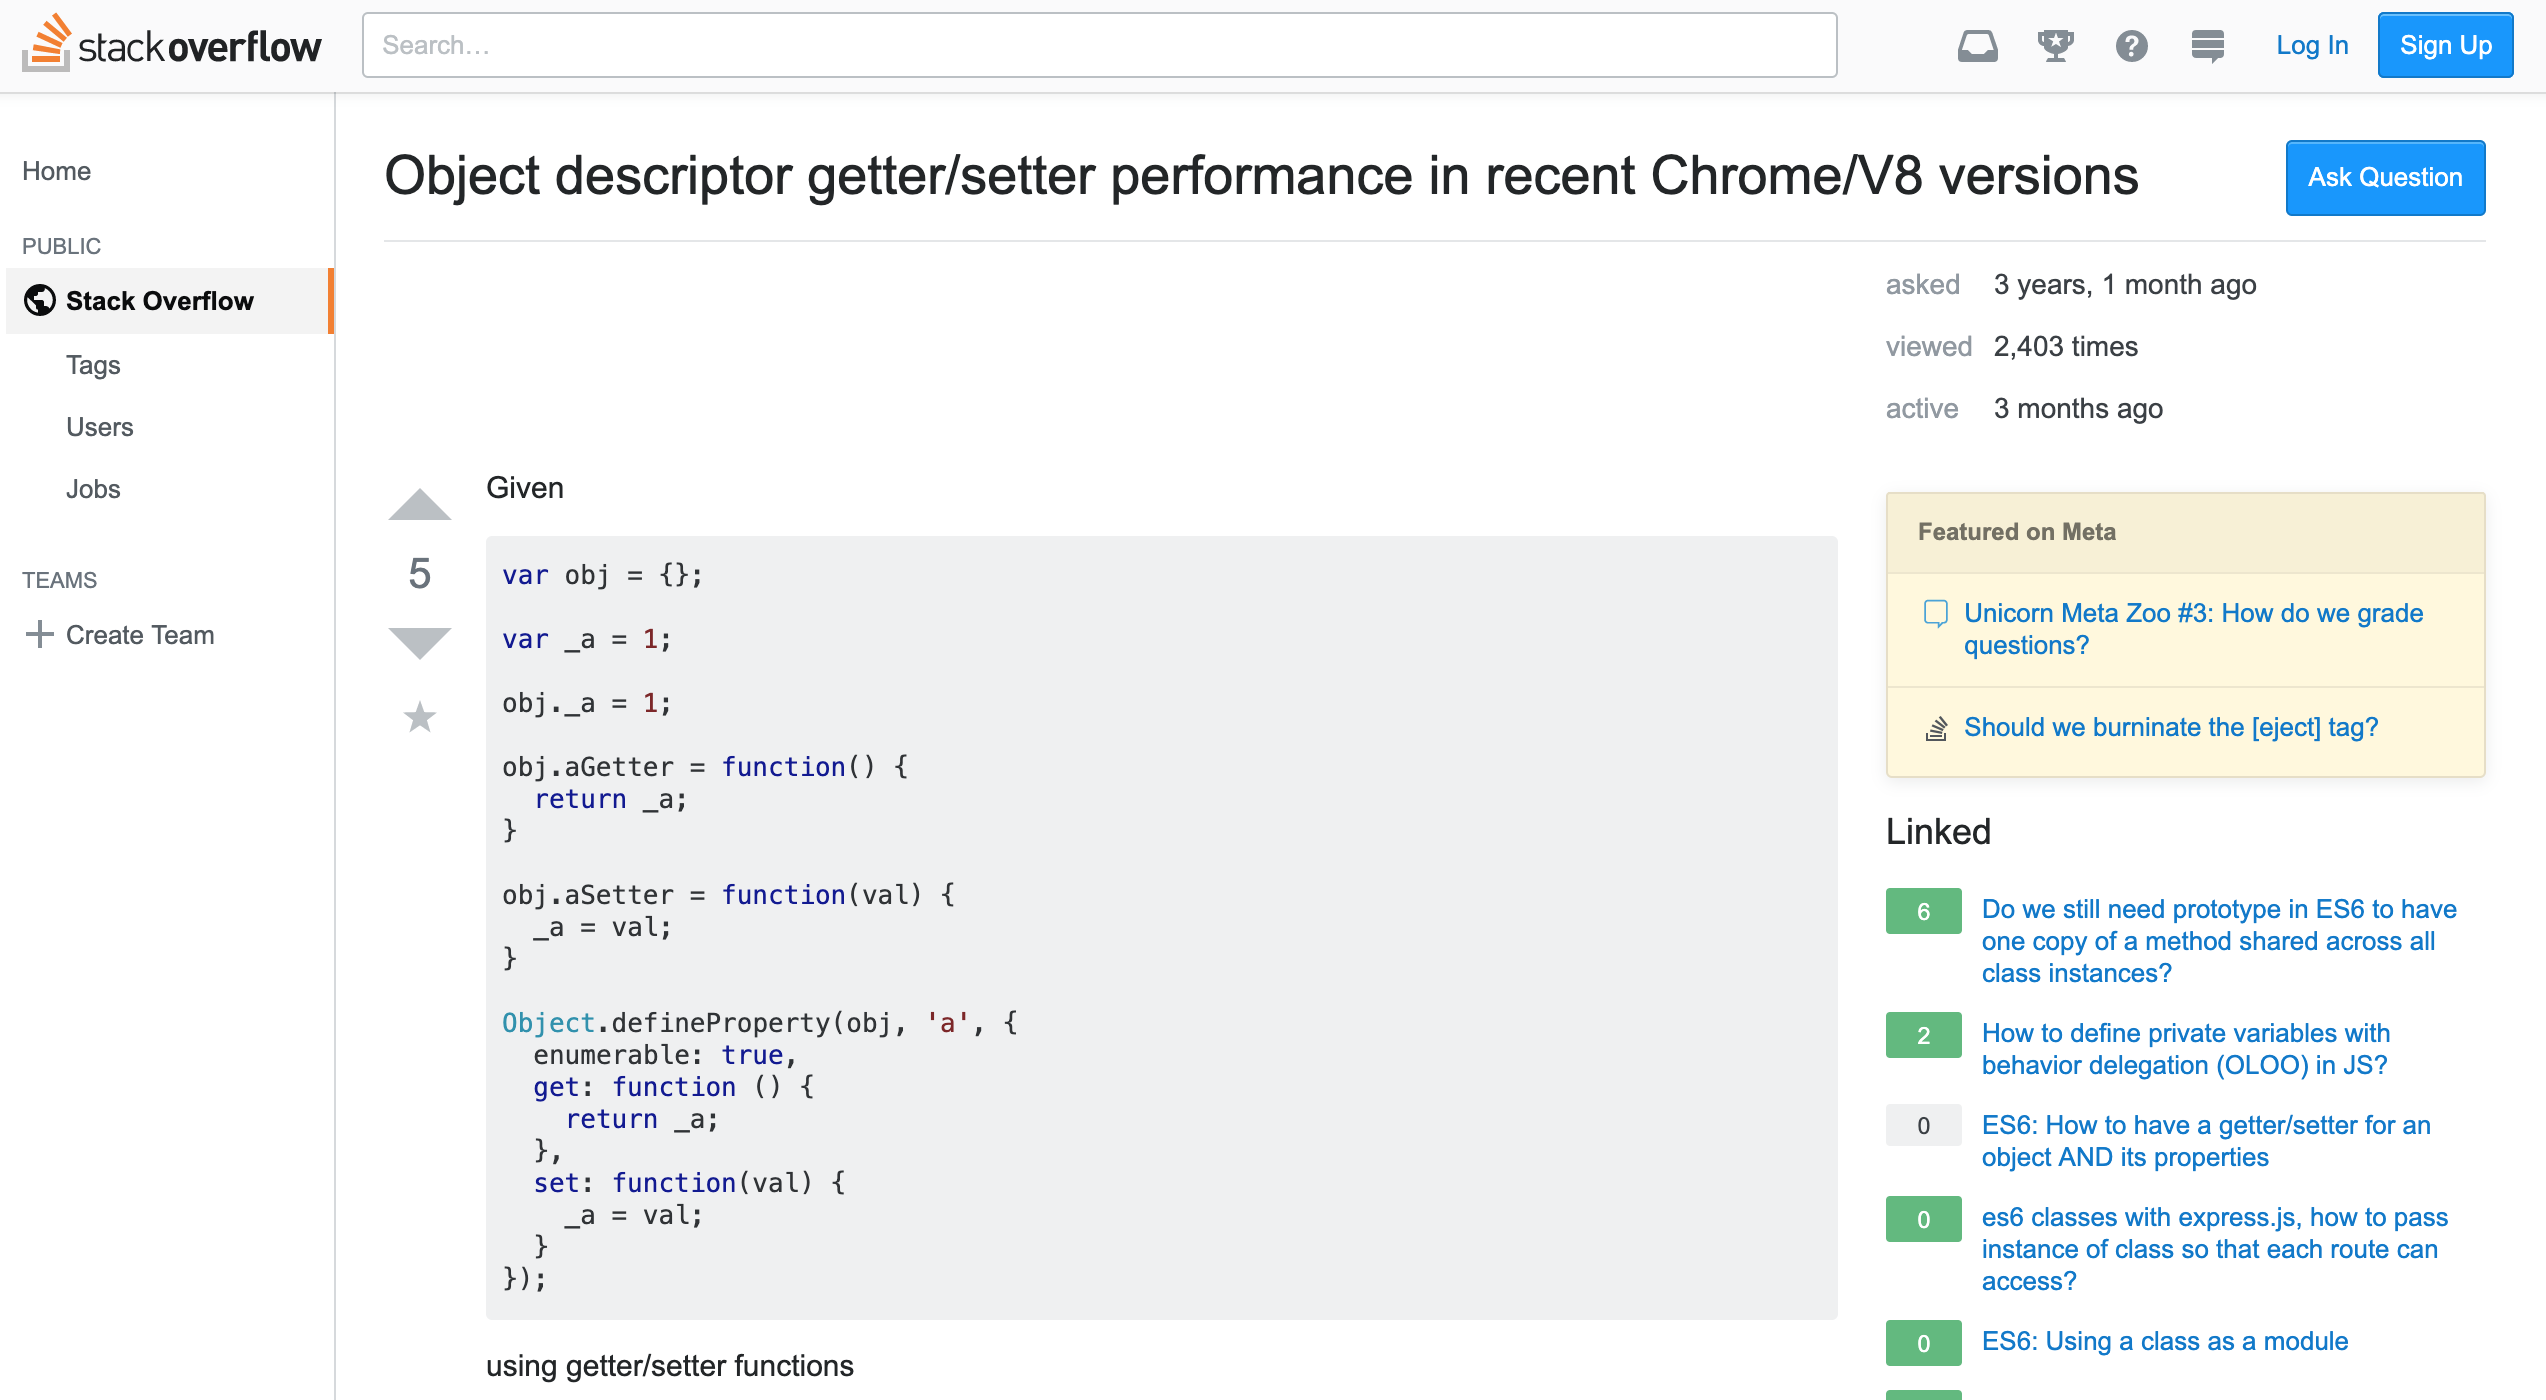 stackoverflow
Search…
Log In
Sign Up
Home
PUBLIC
Stack Overflow
Tags
Users
Jobs
TEAMS
Create Team
Object descriptor getter/setter performance in recent Chrome/V8 versions
Ask Question
asked 3 years, 1 month ago
viewed 2,403 times
active 3 months ago
5
Given
var obj = {};
var _a = 1;
obj._a = 1;
obj.aGetter = function() {
  return _a;
}
obj.aSetter = function(val) {
  _a = val;
}
Object.defineProperty(obj, 'a', {
  enumerable: true,
  get: function () {
    return _a;
  },
  set: function(val) {
    _a = val;
  }
});
using getter/setter functions
Featured on Meta
Unicorn Meta Zoo #3: How do we grade
questions?
Should we burninate the [eject] tag?
Linked
6 Do we still need prototype in ES6 to have
one copy of a method shared across all
class instances?
2 How to define private variables with
behavior delegation (OLOO) in JS?
0 ES6: How to have a getter/setter for an
object AND its properties
0 es6 classes with express.js, how to pass
instance of class so that each route can
access?
0 ES6: Using a class as a module